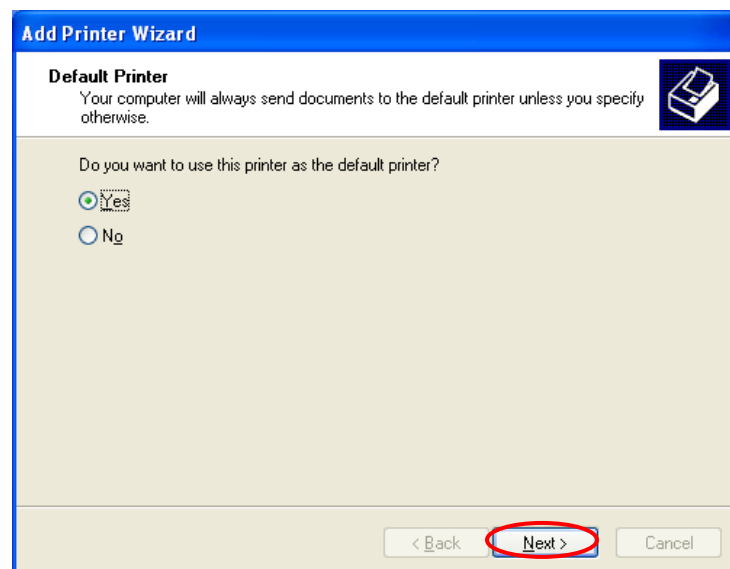 Add Printer Wizard
Default Printer
Your computer will always send documents to the default printer unless you specify
otherwise.
Do you want to use this printer as the default printer?
Yes
No
< Back Next > Cancel